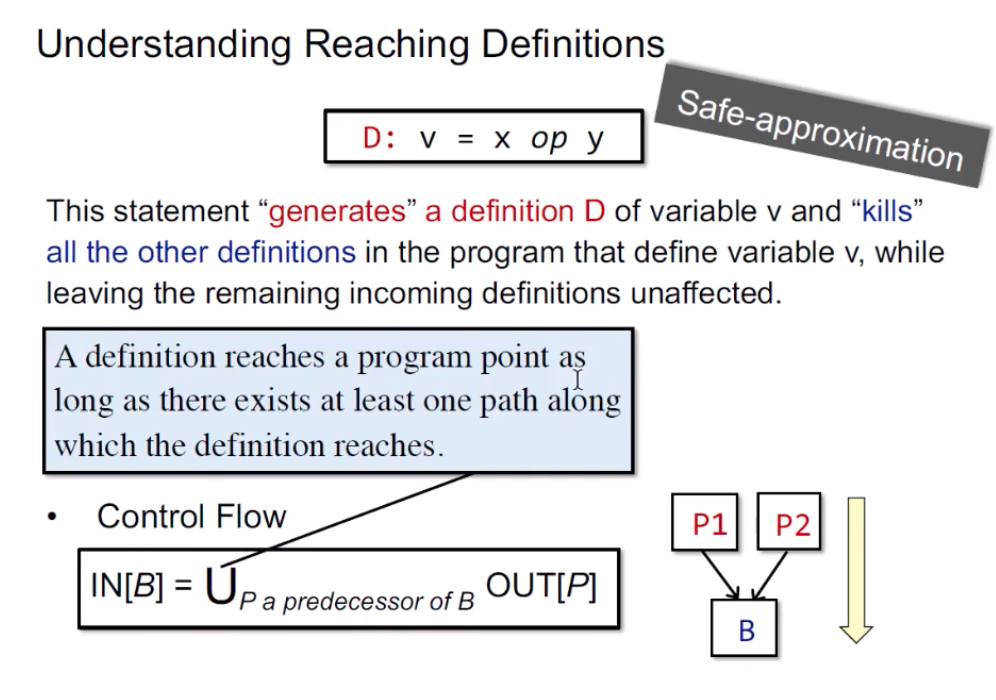 Understanding Reaching Definitions
Safe-approximation
D: v = x op y
This statement “generates” a definition D of variable v and “kills”
all the other definitions in the program that define variable v, while
leaving the remaining incoming definitions unaffected.
A definition reaches a program point as
long as there exists at least one path along
which the definition reaches.
• Control Flow
IN[B] = ∪P a predecessor of B OUT[P]
P1 P2
B